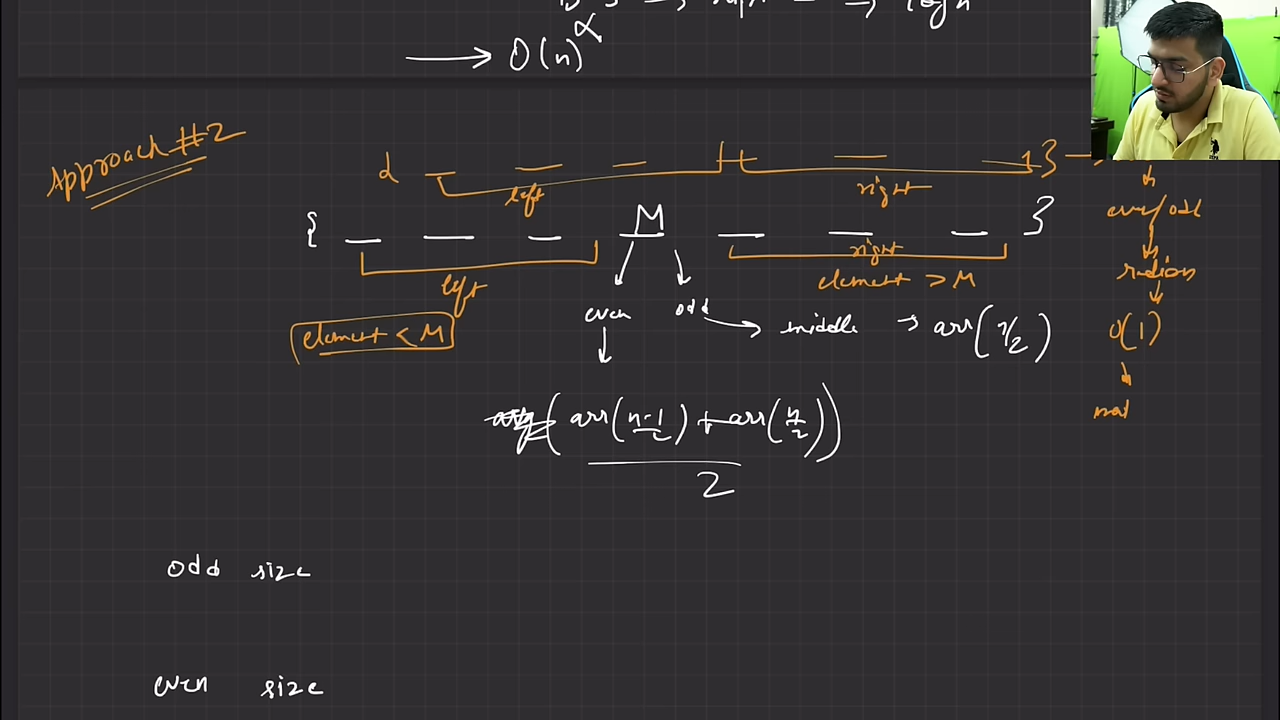 → log n
→ O(n)
Approach #2
left
right
{ M }
even/odd
left
right
median
element < M
element > M
even
odd → middle → arr(n/2)
O(1)
(arr(n-1/2) + arr(n/2))
2
odd size
even size